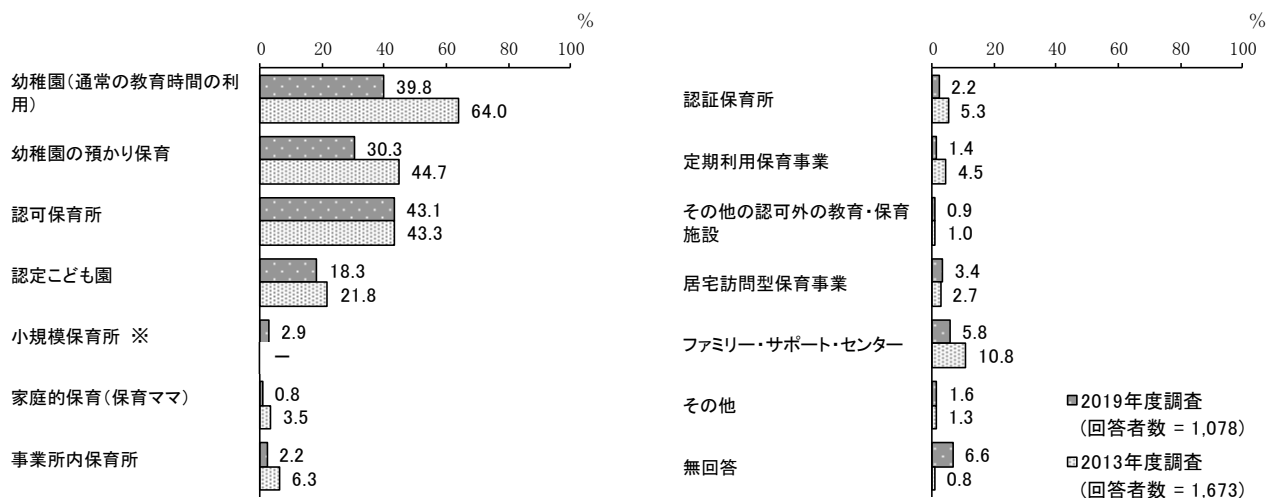 %
0 20 40 60 80 100
幼稚園(通常の教育時間の利
用)
39.8
64.0
幼稚園の預かり保育
30.3
44.7
認可保育所
43.1
43.3
認定こども園
18.3
21.8
小規模保育所 ※
2.9
－
家庭的保育(保育ママ)
0.8
3.5
事業所内保育所
2.2
6.3
%
0 20 40 60 80 100
認証保育所
2.2
5.3
定期利用保育事業
1.4
4.5
その他の認可外の教育・保育
施設
0.9
1.0
居宅訪問型保育事業
3.4
2.7
ファミリー・サポート・センター
5.8
10.8
その他
1.6
1.3
無回答
6.6
0.8
2019年度調査
(回答者数 = 1,078)
2013年度調査
(回答者数 = 1,673)